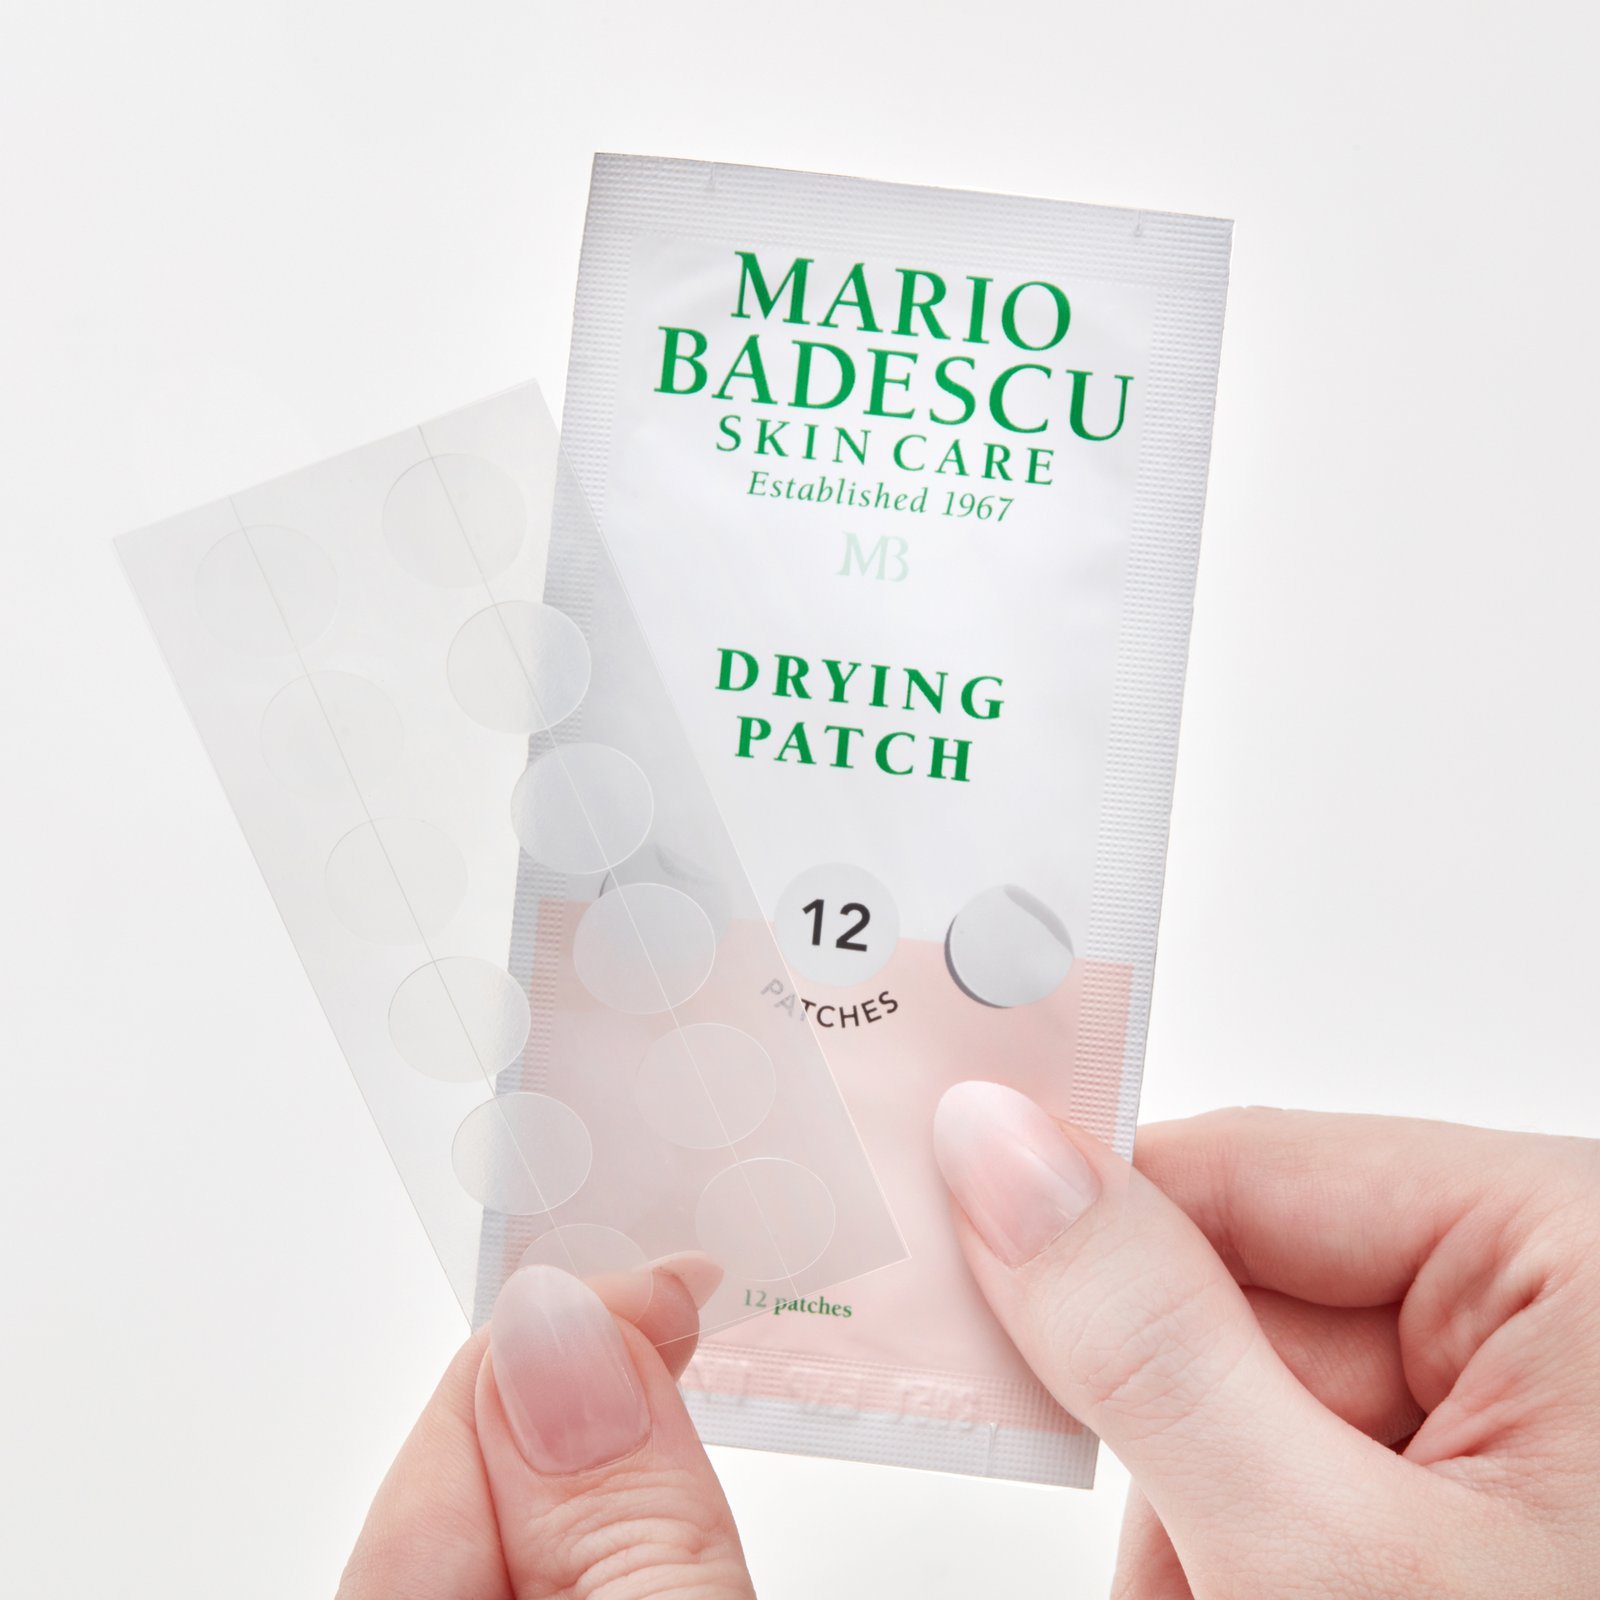 MARIO
BADESCU
SKIN CARE
Established 1967
MB
DRYING
PATCH
12
PATCHES
12 patches